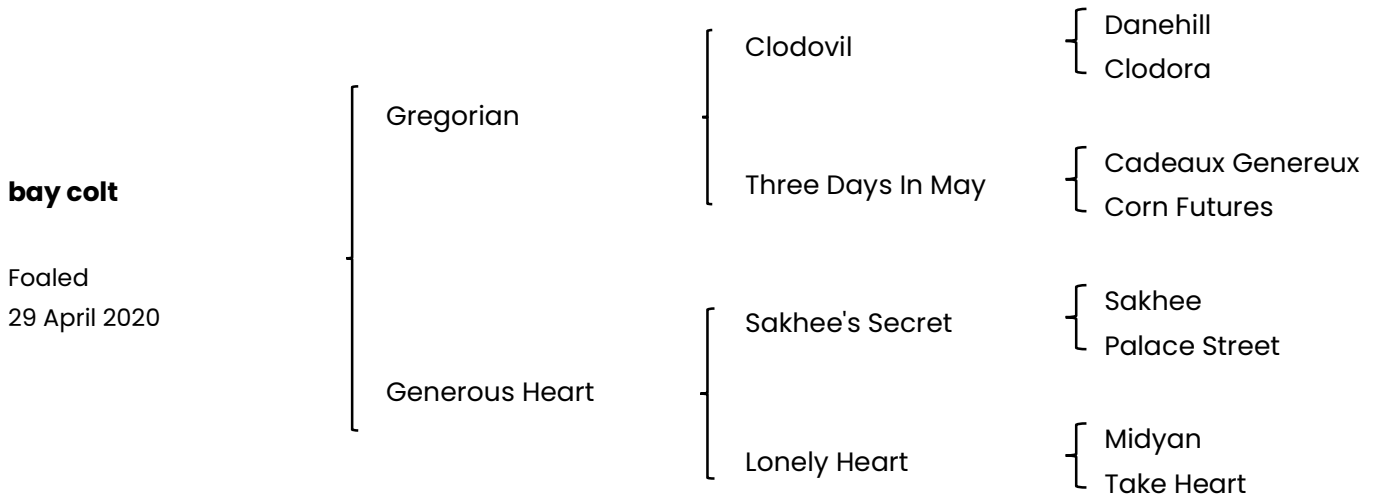 bay colt
Foaled
29 April 2020
Gregorian
Generous Heart
Clodovil
Three Days In May
Sakhee's Secret
Lonely Heart
Danehill
Clodora
Cadeaux Genereux
Corn Futures
Sakhee
Palace Street
Midyan
Take Heart